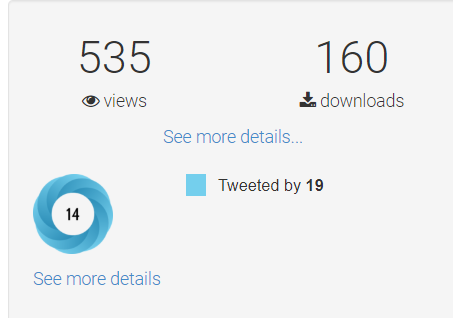 535
160
views
downloads
See more details...
14
Tweeted by 19
See more details